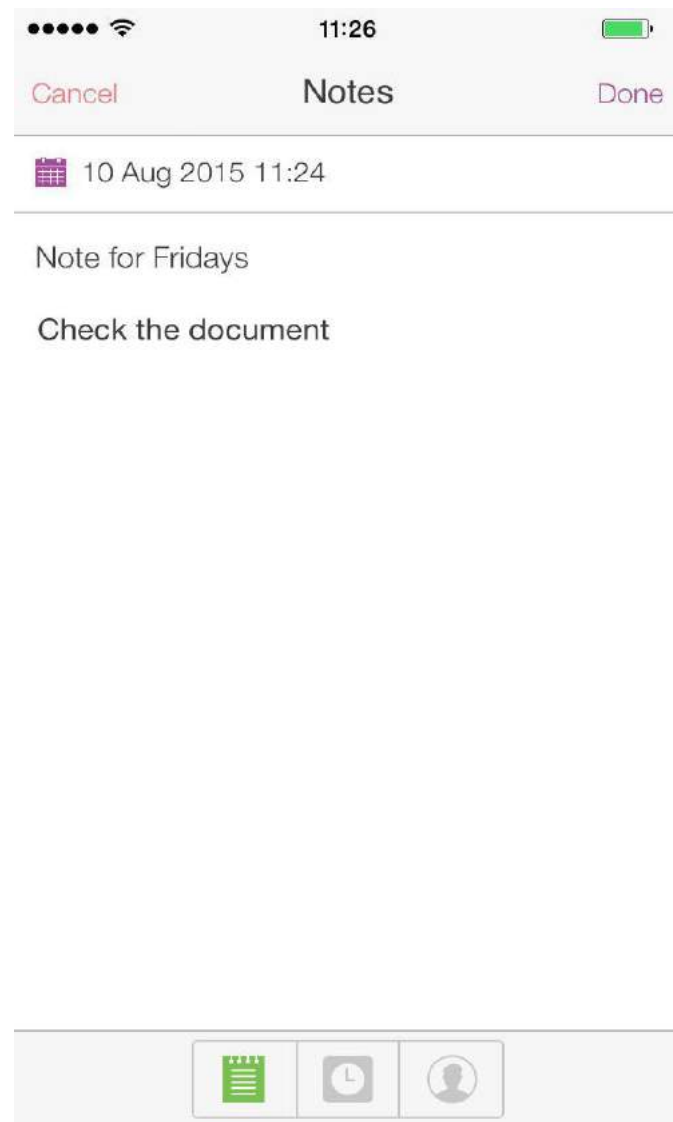 11:26
Cancel Notes Done
10 Aug 2015 11:24
Note for Fridays
Check the document